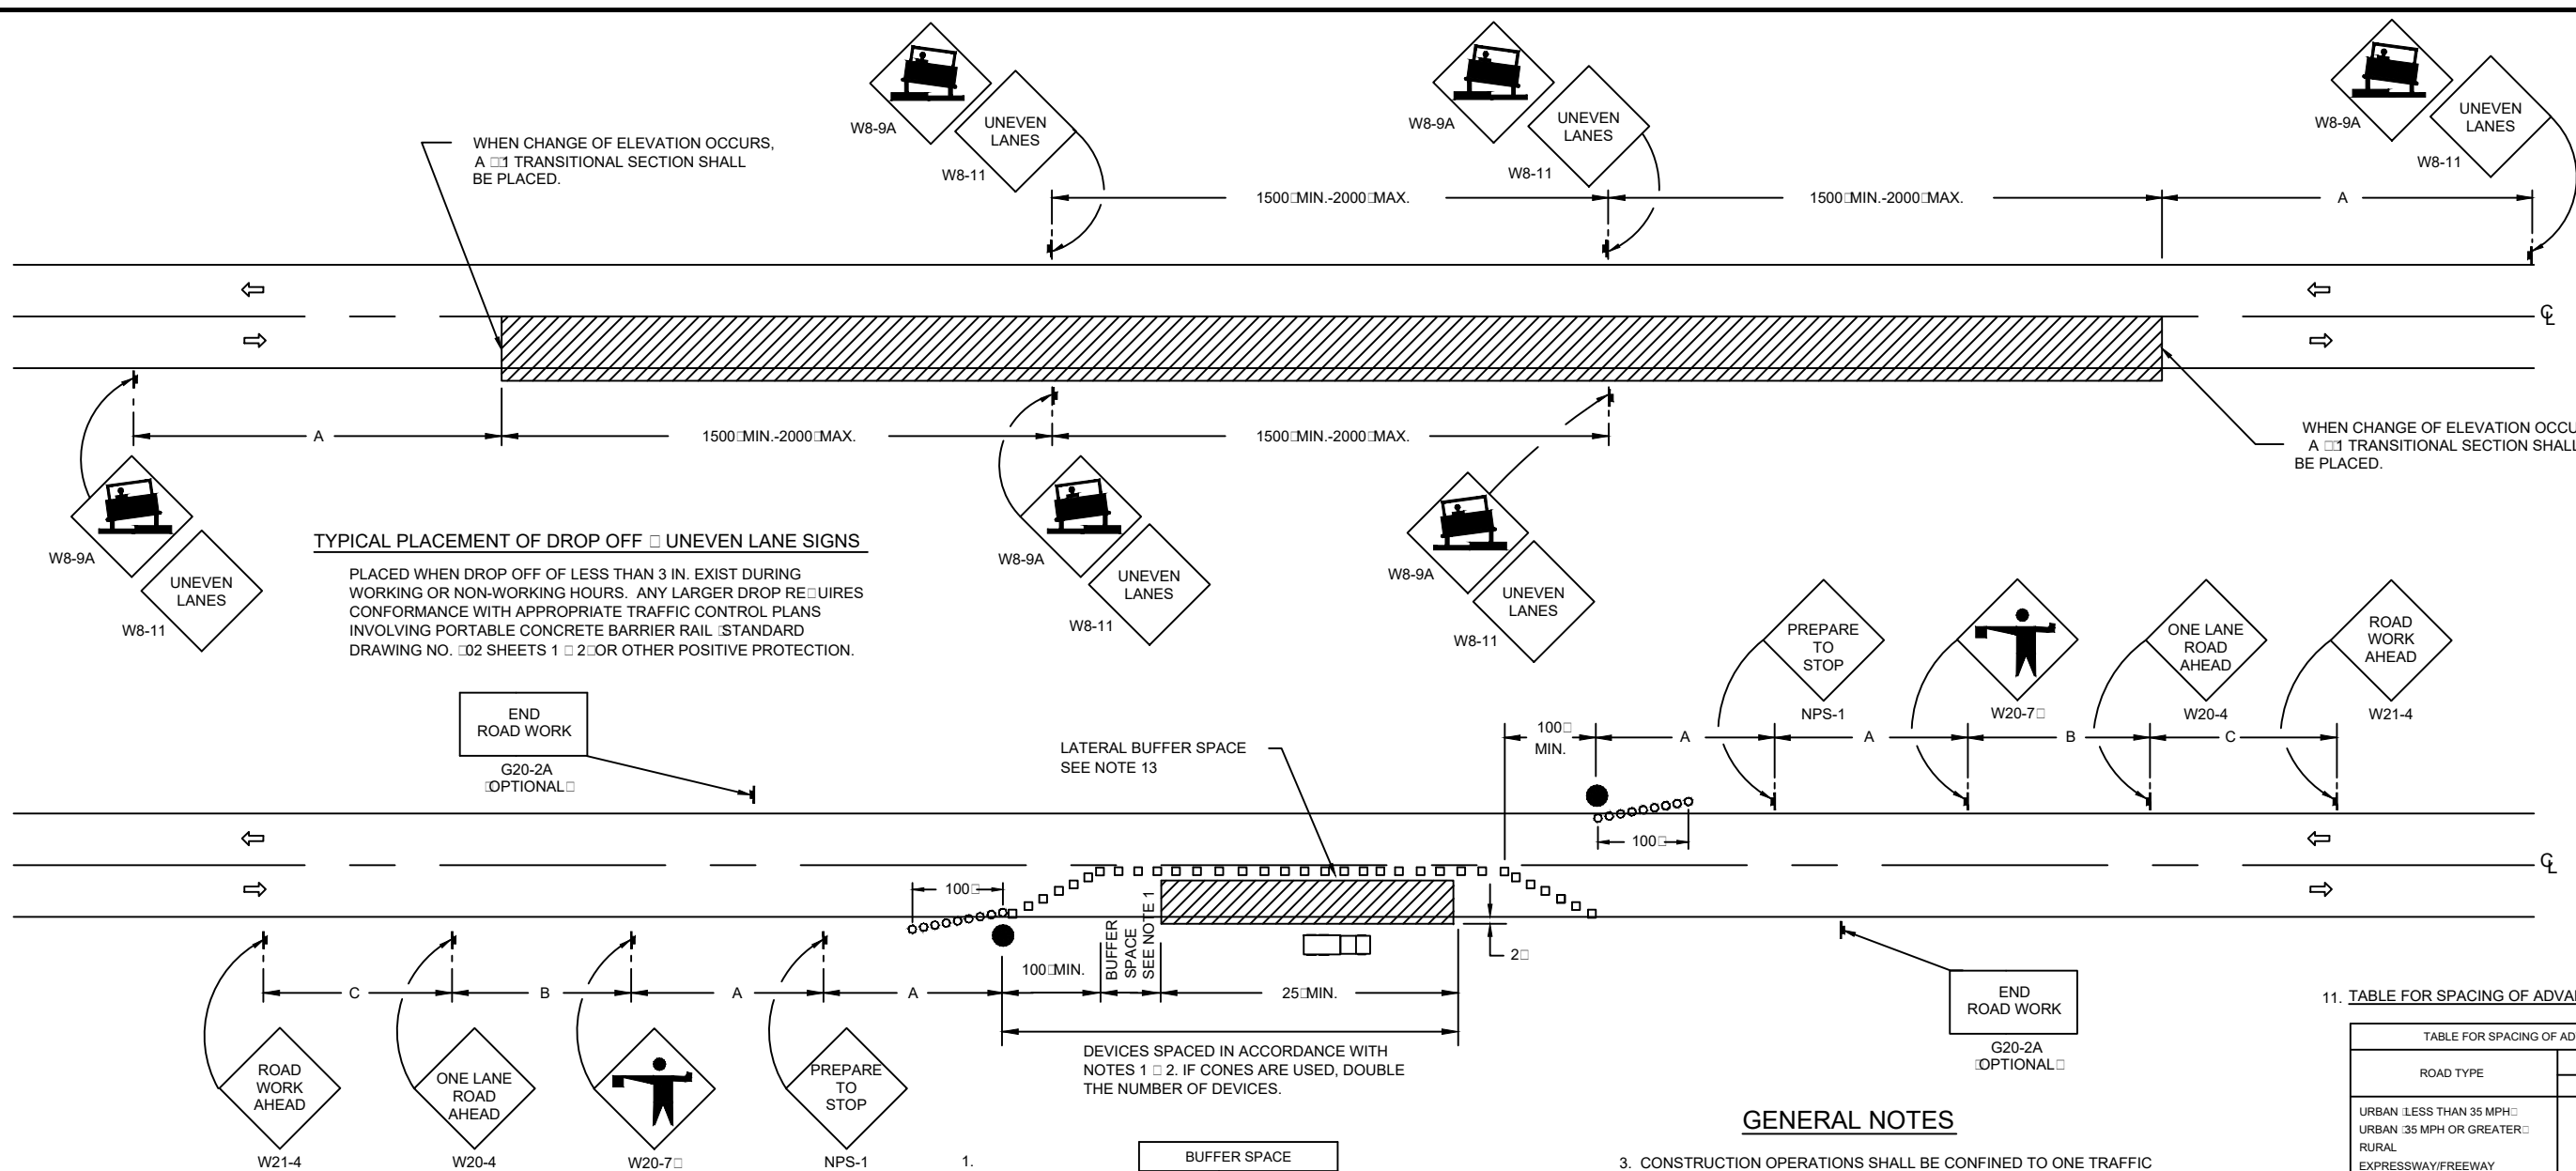 W8-9A
UNEVEN
LANES
W8-11
W8-9A
UNEVEN
LANES
W8-11
W8-9A
UNEVEN
LANES
W8-11
WHEN CHANGE OF ELEVATION OCCURS,
A □□1 TRANSITIONAL SECTION SHALL
BE PLACED.
1500□MIN.-2000□MAX.
1500□MIN.-2000□MAX.
A
℄
A
1500□MIN.-2000□MAX.
1500□MIN.-2000□MAX.
WHEN CHANGE OF ELEVATION OCCU
A □□1 TRANSITIONAL SECTION SHALL
BE PLACED.
W8-9A
UNEVEN
LANES
W8-11
W8-9A
UNEVEN
LANES
W8-11
W8-9A
UNEVEN
LANES
W8-11
TYPICAL PLACEMENT OF DROP OFF □ UNEVEN LANE SIGNS
PLACED WHEN DROP OFF OF LESS THAN 3 IN. EXIST DURING
WORKING OR NON-WORKING HOURS. ANY LARGER DROP RE□UIRES
CONFORMANCE WITH APPROPRIATE TRAFFIC CONTROL PLANS
INVOLVING PORTABLE CONCRETE BARRIER RAIL □STANDARD
DRAWING NO. □02 SHEETS 1 □ 2□OR OTHER POSITIVE PROTECTION.
PREPARE
TO
STOP
NPS-1
W20-7□
ONE LANE
ROAD
AHEAD
W20-4
ROAD
WORK
AHEAD
W21-4
END
ROAD WORK
G20-2A
□OPTIONAL□
LATERAL BUFFER SPACE
SEE NOTE 13
100□
MIN.
A
A
B
C
100□
℄
100□
BUFFER
SPACE
SEE NOTE 1
2□
C
B
A
A
100□MIN.
25□MIN.
DEVICES SPACED IN ACCORDANCE WITH
NOTES 1 □ 2. IF CONES ARE USED, DOUBLE
THE NUMBER OF DEVICES.
ROAD
WORK
AHEAD
W21-4
ONE LANE
ROAD
AHEAD
W20-4
W20-7□
PREPARE
TO
STOP
NPS-1
END
ROAD WORK
G20-2A
□OPTIONAL□
1.
BUFFER SPACE
GENERAL NOTES
3. CONSTRUCTION OPERATIONS SHALL BE CONFINED TO ONE TRAFFIC
11. TABLE FOR SPACING OF ADVA
TABLE FOR SPACING OF AD
ROAD TYPE
URBAN □LESS THAN 35 MPH□
URBAN □35 MPH OR GREATER□
RURAL
EXPRESSWAY/FREEWAY